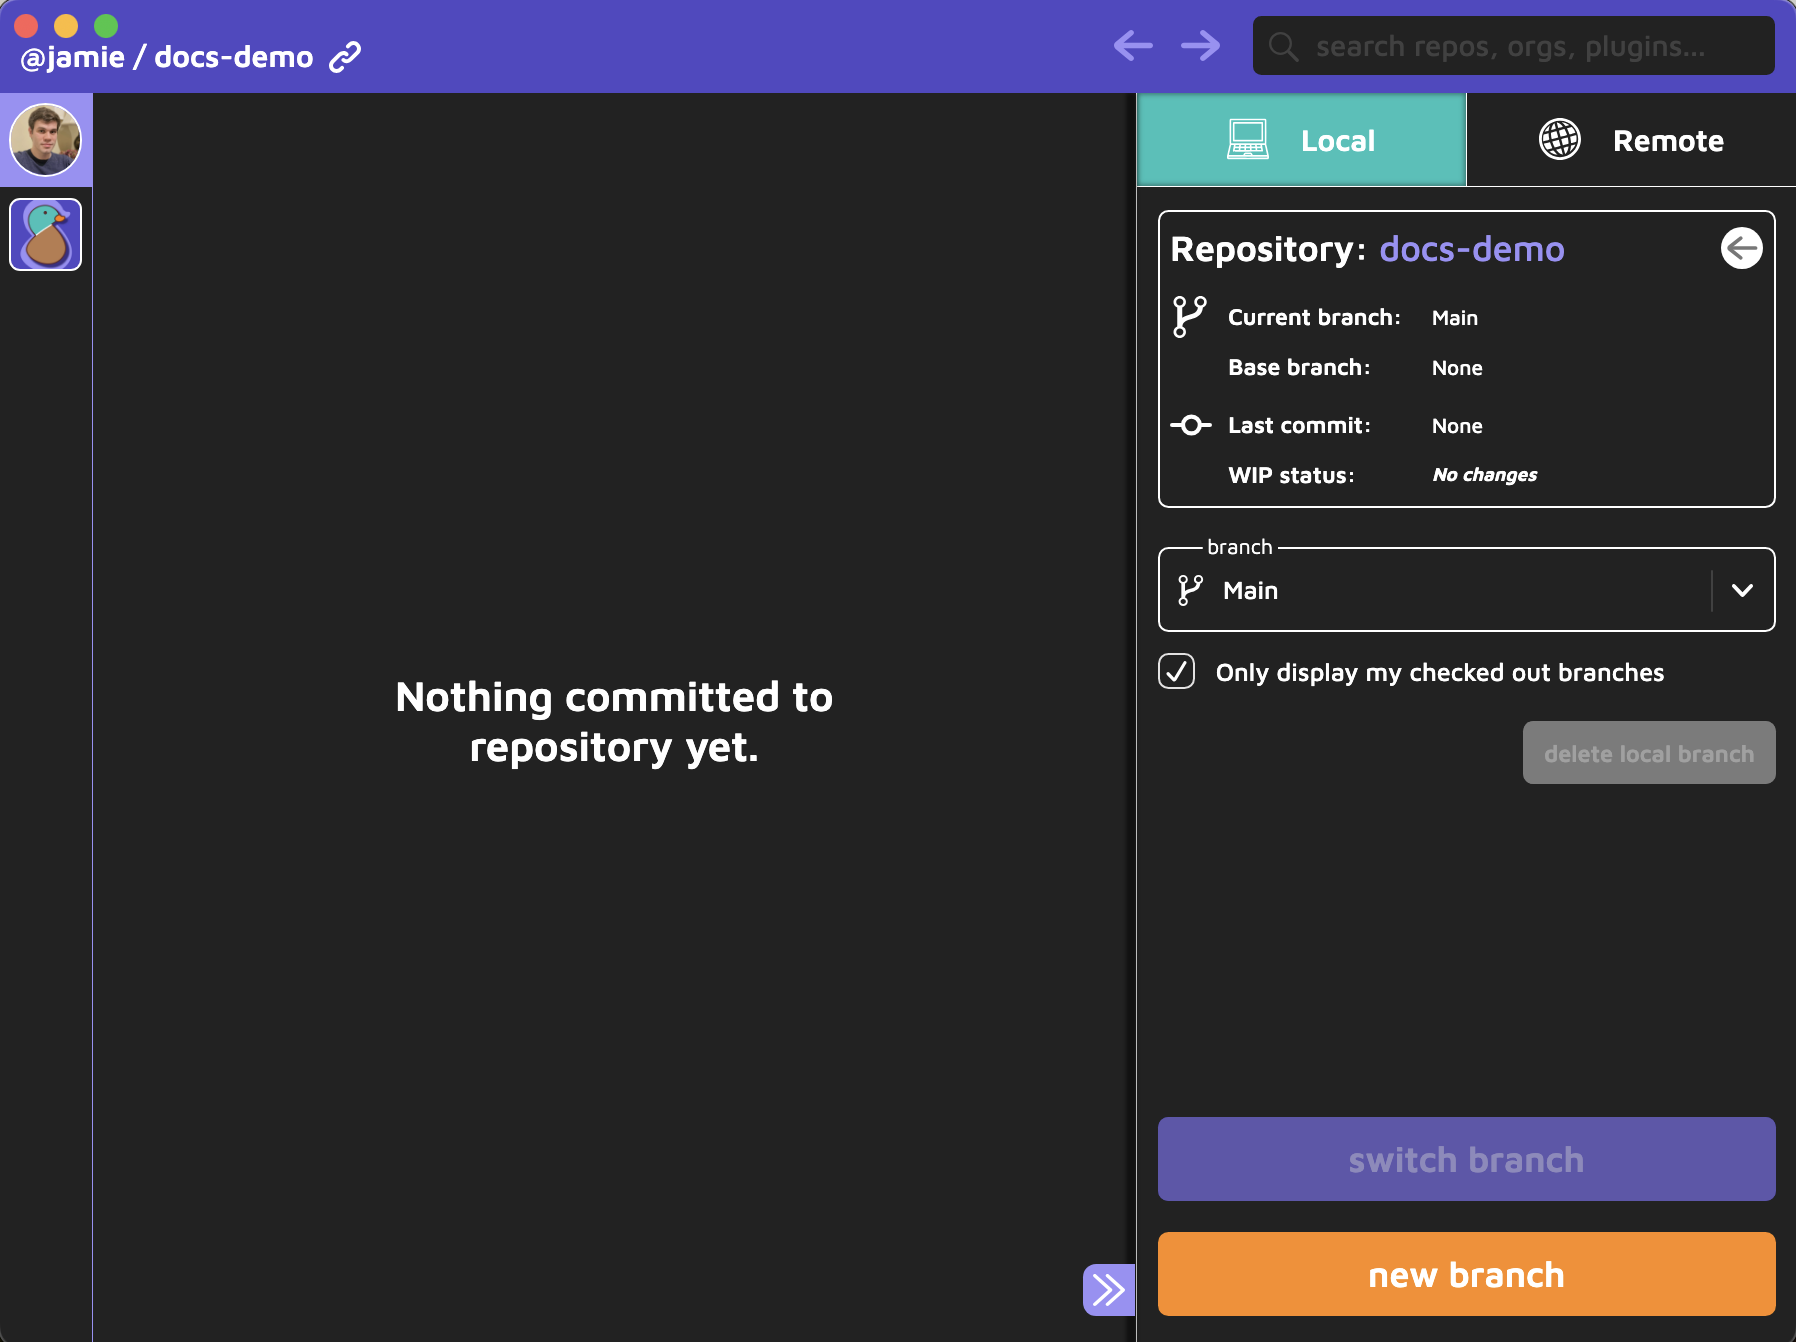 @jamie / docs-demo
search repos, orgs, plugins...
Local
Remote
Repository: docs-demo
Current branch: Main
Base branch: None
Last commit: None
WIP status: No changes
branch
Main
Only display my checked out branches
delete local branch
Nothing committed to
repository yet.
switch branch
new branch